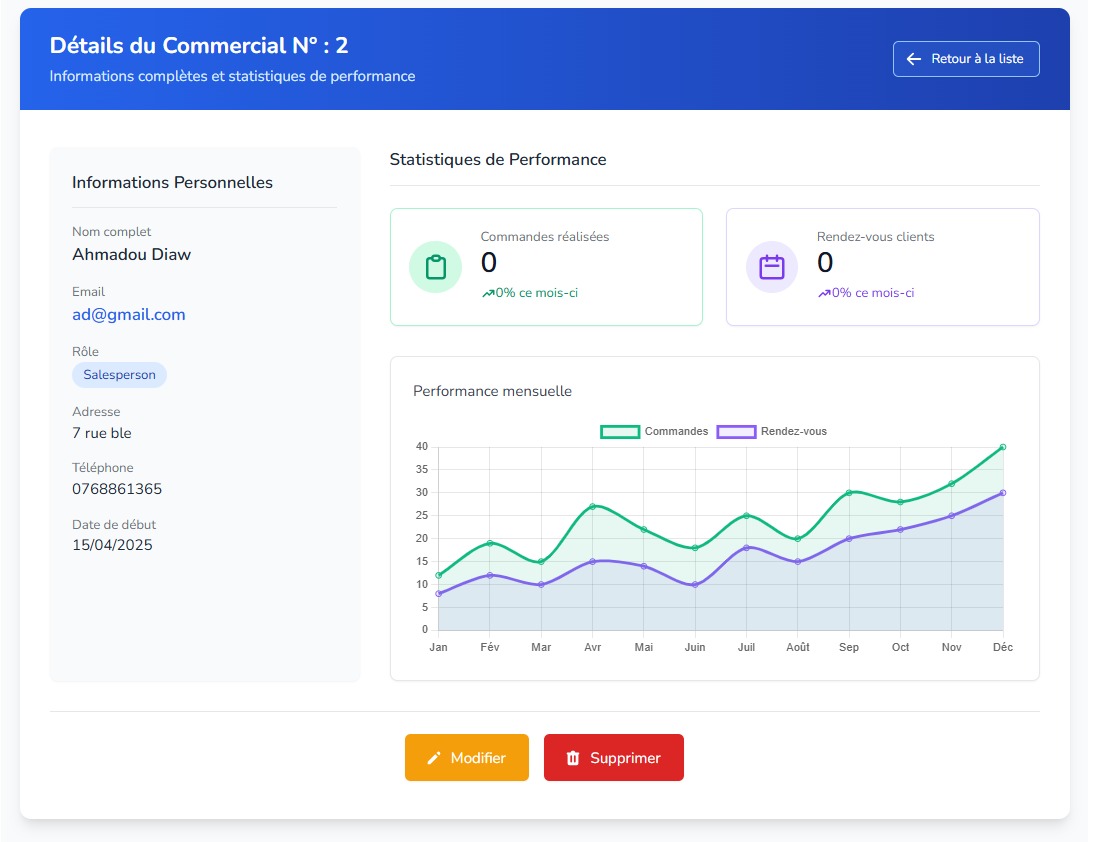 Détails du Commercial N° : 2
Informations complètes et statistiques de performance
Retour à la liste
Informations Personnelles
Nom complet
Ahmadou Diaw
Email
ad@gmail.com
Rôle
Salesperson
Adresse
7 rue ble
Téléphone
0768861365
Date de début
15/04/2025
Statistiques de Performance
Commandes réalisées
0
0% ce mois-ci
Rendez-vous clients
0
0% ce mois-ci
Performance mensuelle
Commandes Rendez-vous
40
35
30
25
20
15
10
5
0
Jan Fév Mar Avr Mai Juin Juil Août Sep Oct Nov Déc
Modifier
Supprimer